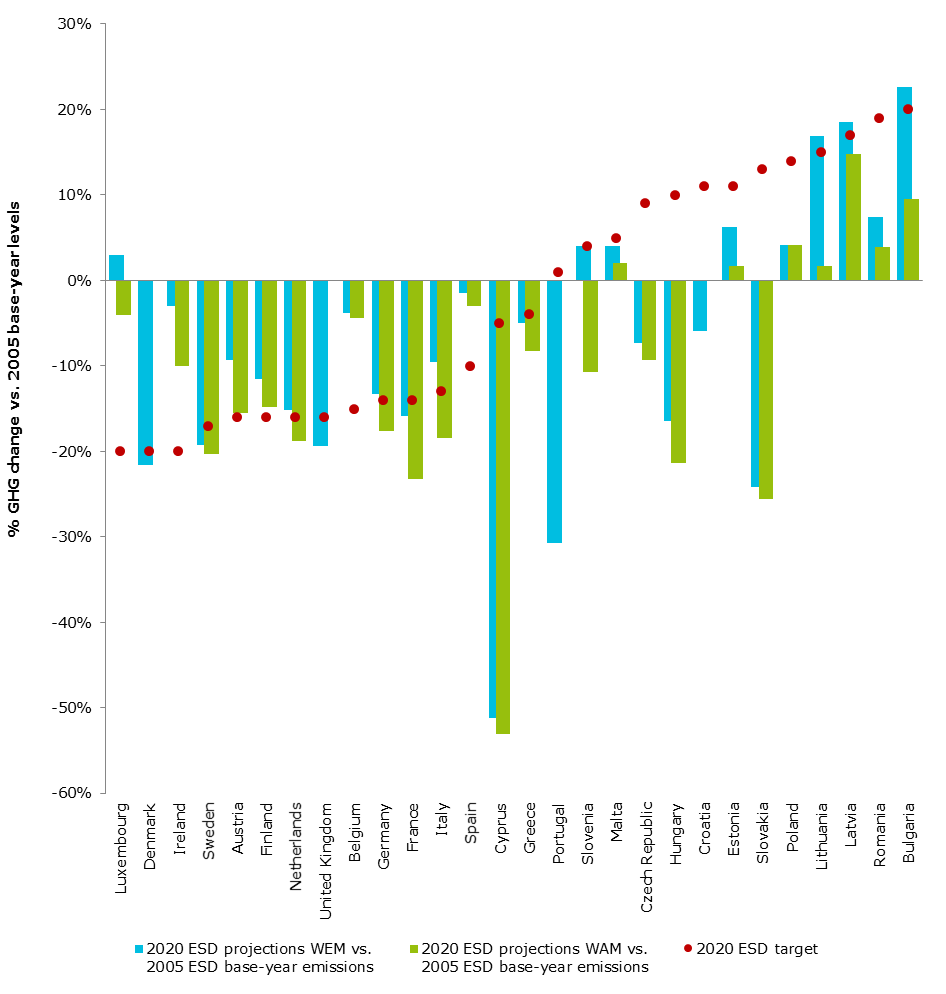 30%
20%
10%
0%
-10%
-20%
-30%
-40%
-50%
-60%
% GHG change vs. 2005 base-year levels
Luxembourg
Denmark
Ireland
Sweden
Austria
Finland
Netherlands
United Kingdom
Belgium
Germany
France
Italy
Spain
Cyprus
Greece
Portugal
Slovenia
Malta
Czech Republic
Hungary
Croatia
Estonia
Slovakia
Poland
Lithuania
Latvia
Romania
Bulgaria
2020 ESD projections WEM vs.
2005 ESD base-year emissions
2020 ESD projections WAM vs.
2005 ESD base-year emissions
2020 ESD target